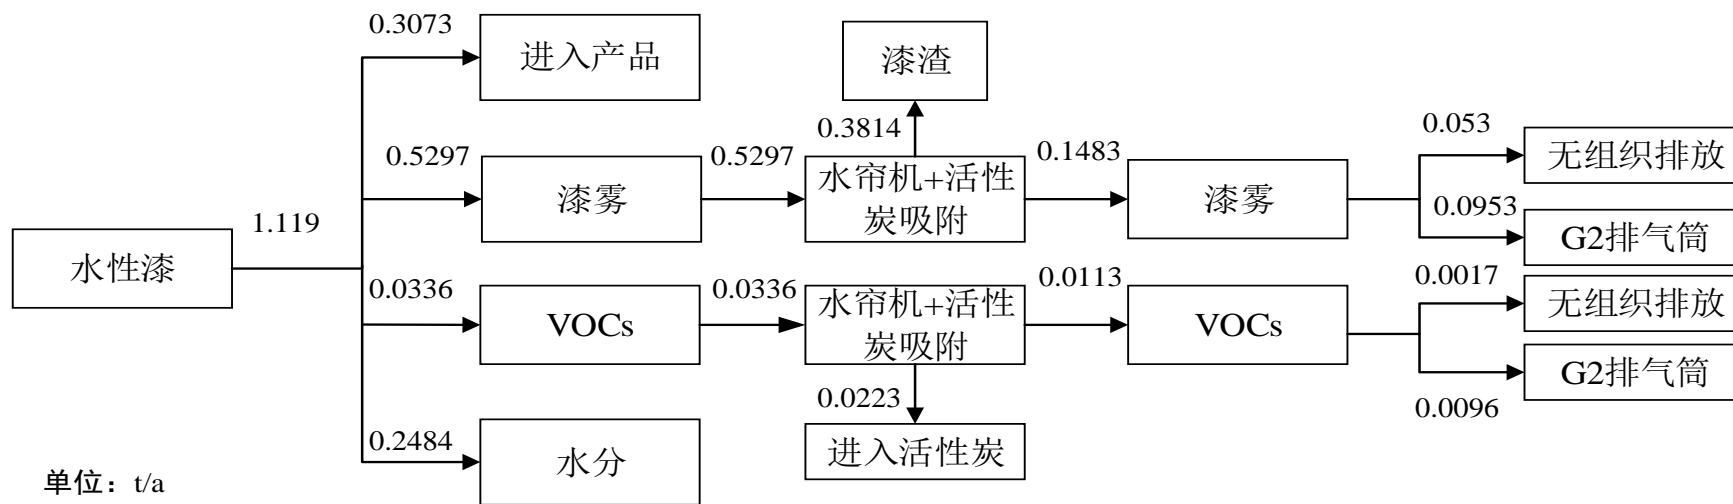 0.3073
进入产品
漆渣
0.3814
0.053
无组织排放
0.5297
漆雾
0.5297
水帘机+活性
炭吸附
0.1483
漆雾
0.0953
G2排气筒
水性漆
1.119
0.0336
VOCs
0.0336
水帘机+活性
炭吸附
0.0113
VOCs
0.0017
无组织排放
G2排气筒
0.0096
0.0223
进入活性炭
0.2484
水分
单位：t/a